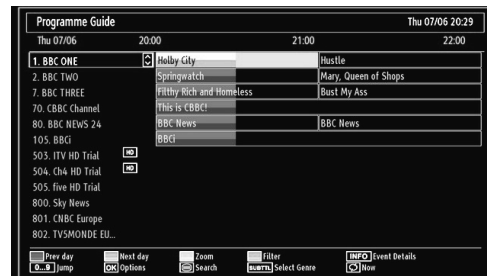 Programme Guide Thu 07/06 20:29
Thu 07/06 20:00 21:00 22:00
1. BBC ONE Holby City Hustle
2. BBC TWO Springwatch Mary, Queen of Shops
7. BBC THREE Filthy Rich and Homeless Bust My Ass
70. CBBC Channel This is CBBC!
80. BBC NEWS 24 BBC News BBC News
105. BBCi BBCi
503. ITV HD Trial HD
504. Ch4 HD Trial HD
505. five HD Trial
800. Sky News
801. CNBC Europe
802. TV5MONDE EU...
Prev day Next day Zoom Filter INFO Event Details
0...9 Jump OK Options Search SUBTTL Select Genre Now